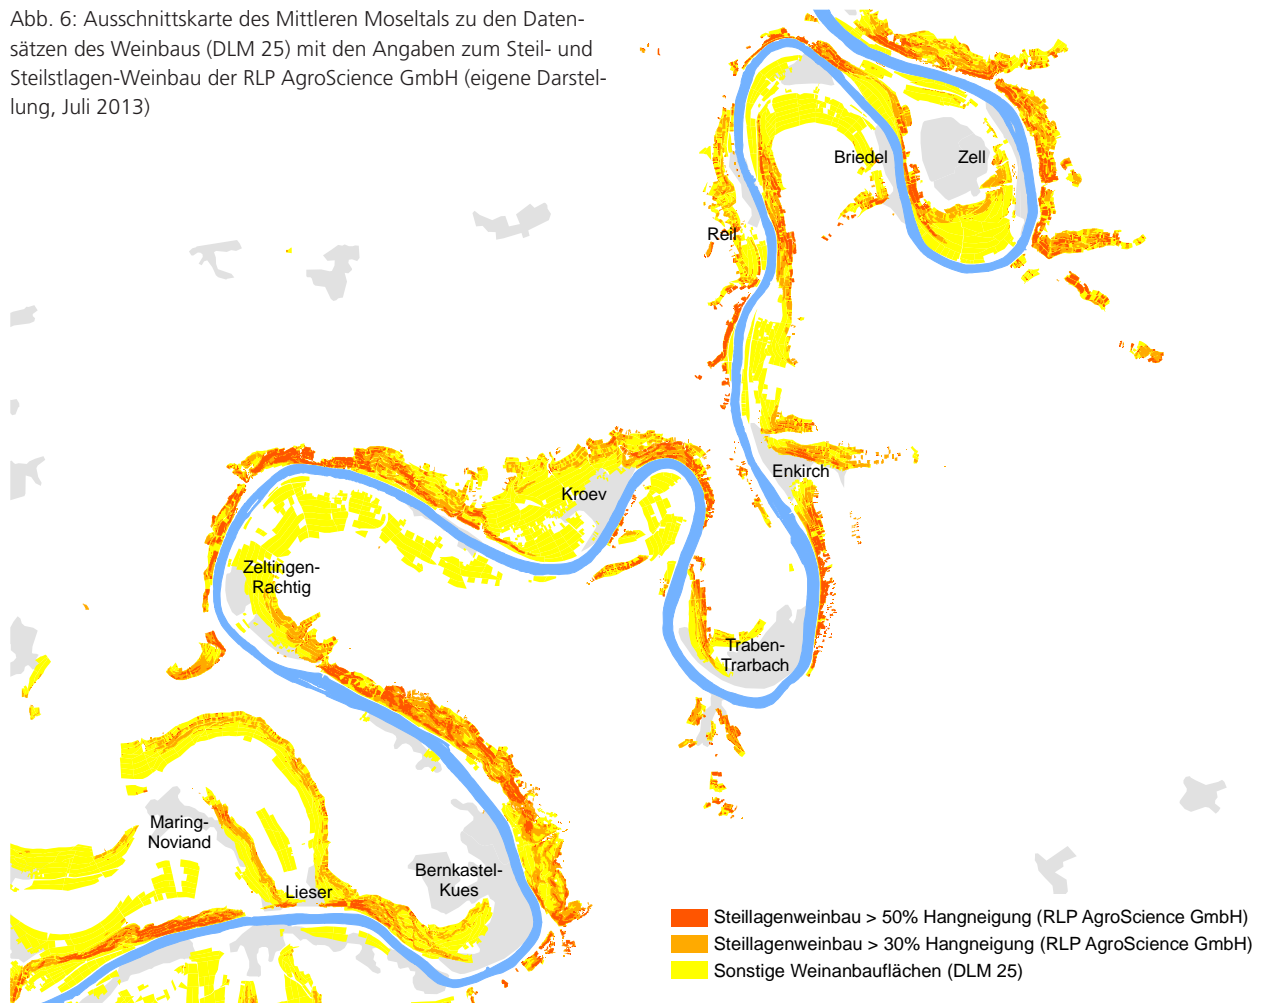 Abb. 6: Ausschnittskarte des Mittleren Moseltals zu den Daten-
sätzen des Weinbaus (DLM 25) mit den Angaben zum Steil- und
Steilstlagen-Weinbau der RLP AgroScience GmbH (eigene Darstel-
lung, Juli 2013)
Briedel
Zell
Reil
Enkirch
Kroev
Zeltingen-
Rachtig
Traben-
Trarbach
Maring-
Noviand
Bernkastel-
Kues
Lieser
Steillagenweinbau > 50% Hangneigung (RLP AgroScience GmbH)
Steillagenweinbau > 30% Hangneigung (RLP AgroScience GmbH)
Sonstige Weinanbauflächen (DLM 25)